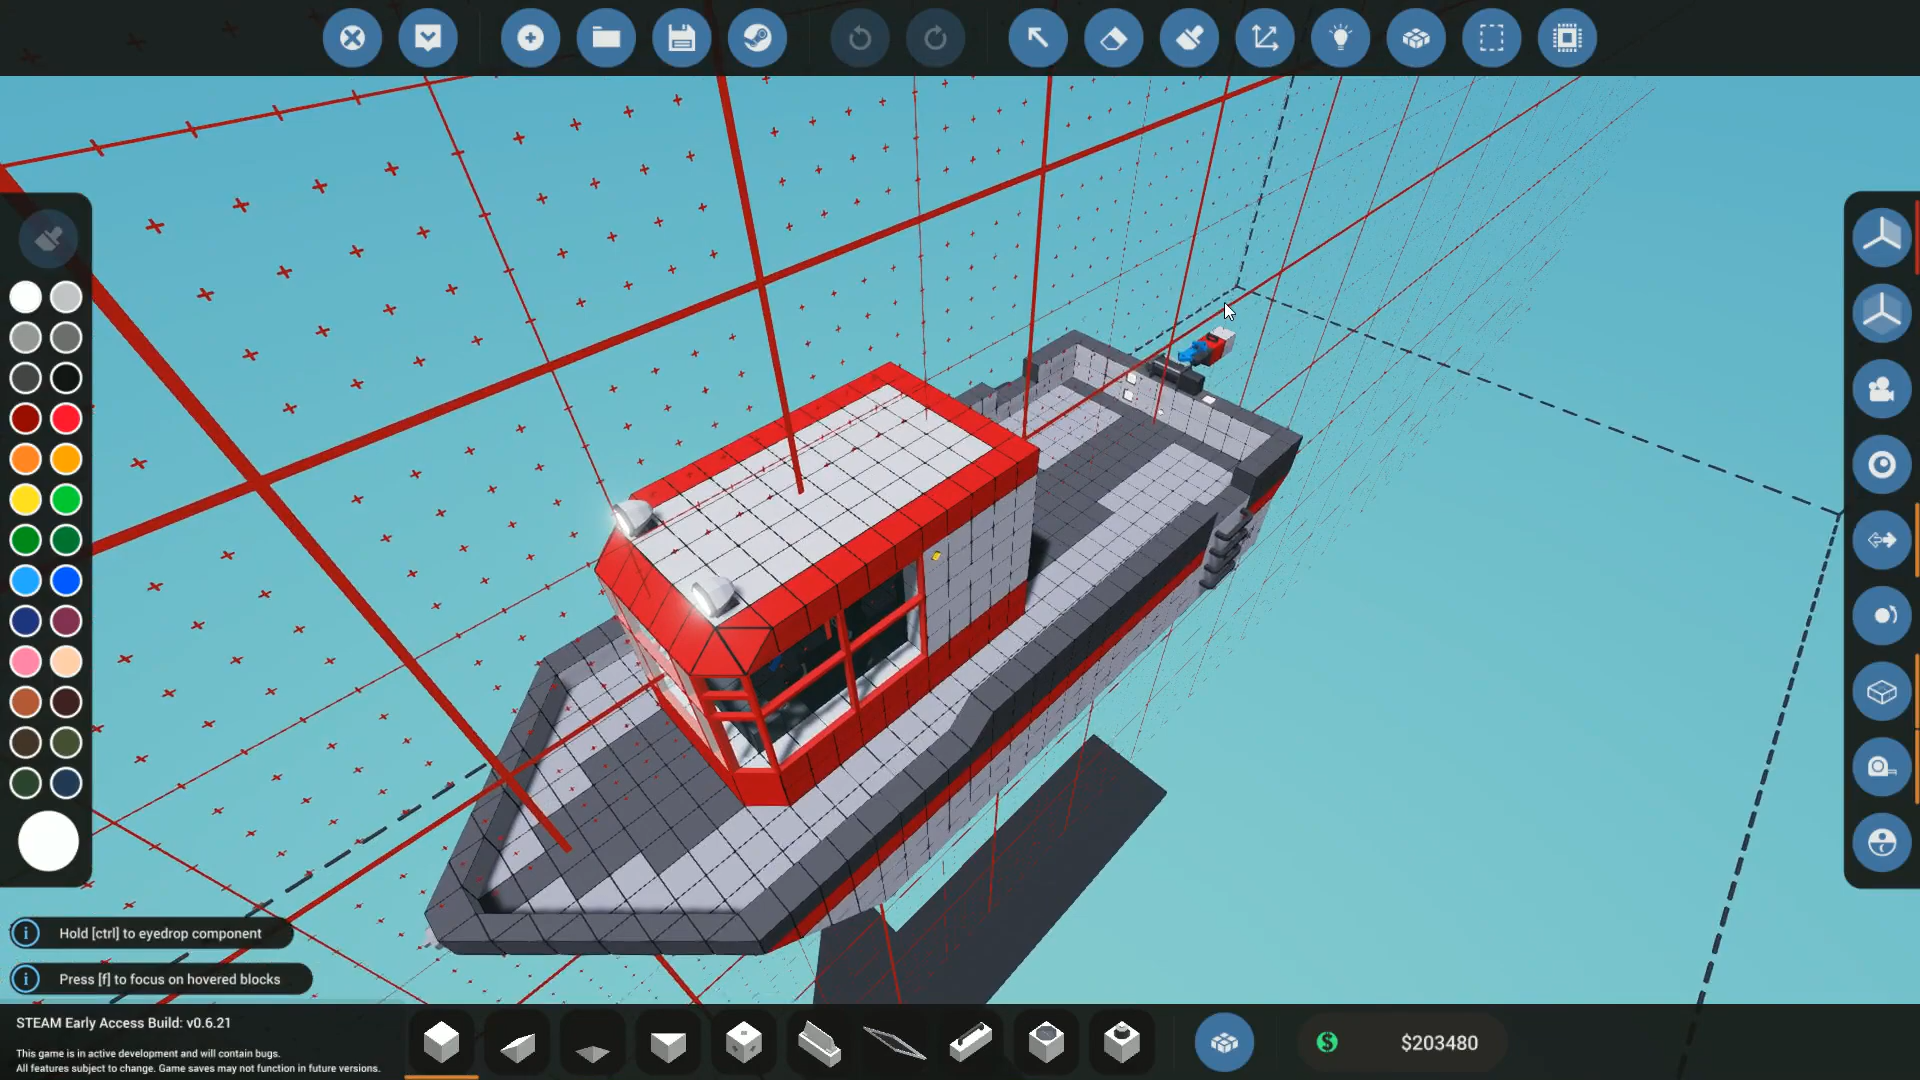 Hold [ctrl] to eyedrop component
Press [f] to focus on hovered blocks
STEAM Early Access Build: v0.6.21
This game is in active development and will contain bugs.
All features subject to change. Game saves may not function in future versions.
$203480